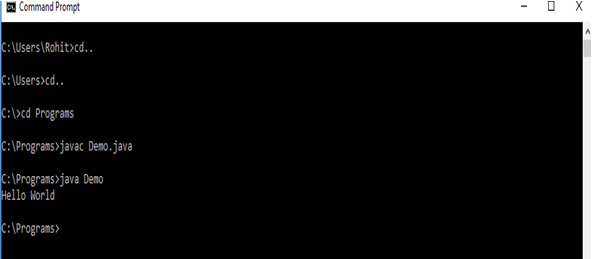 Command Prompt
C:\Users\Rohit>cd..
C:\Users>cd..
C:\>cd Programs
C:\Programs>javac Demo.java
C:\Programs>java Demo
Hello World
C:\Programs>